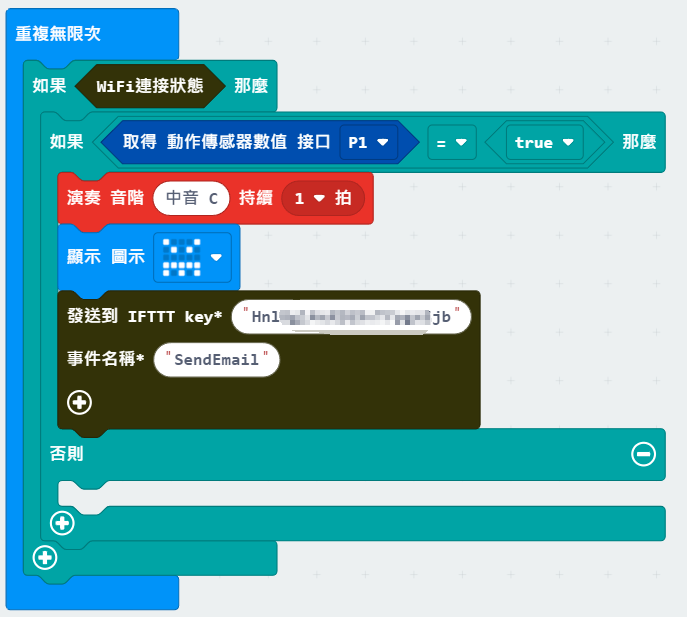 重複無限次
如果 WiFi連接狀態 那麼
如果 取得 動作傳感器數值 接口 P1 = true 那麼
演奏 音階 中音 C 持續 1 拍
顯示 圖示
發送到 IFTTT key* "Hn1 jb"
事件名稱* "SendEmail"
否則